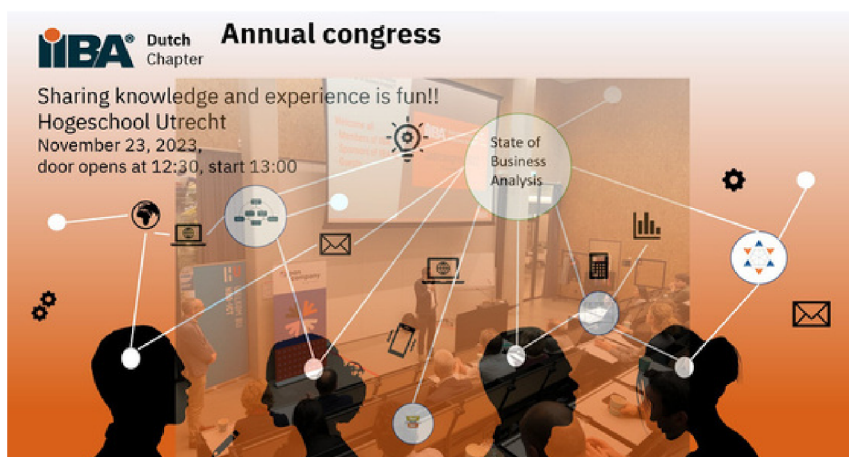 iiBA® Dutch
Chapter
Annual congress
Sharing knowledge and experience is fun!!
Hogeschool Utrecht
November 23, 2023,
door opens at 12:30, start 13:00
State of
Business
Analysis